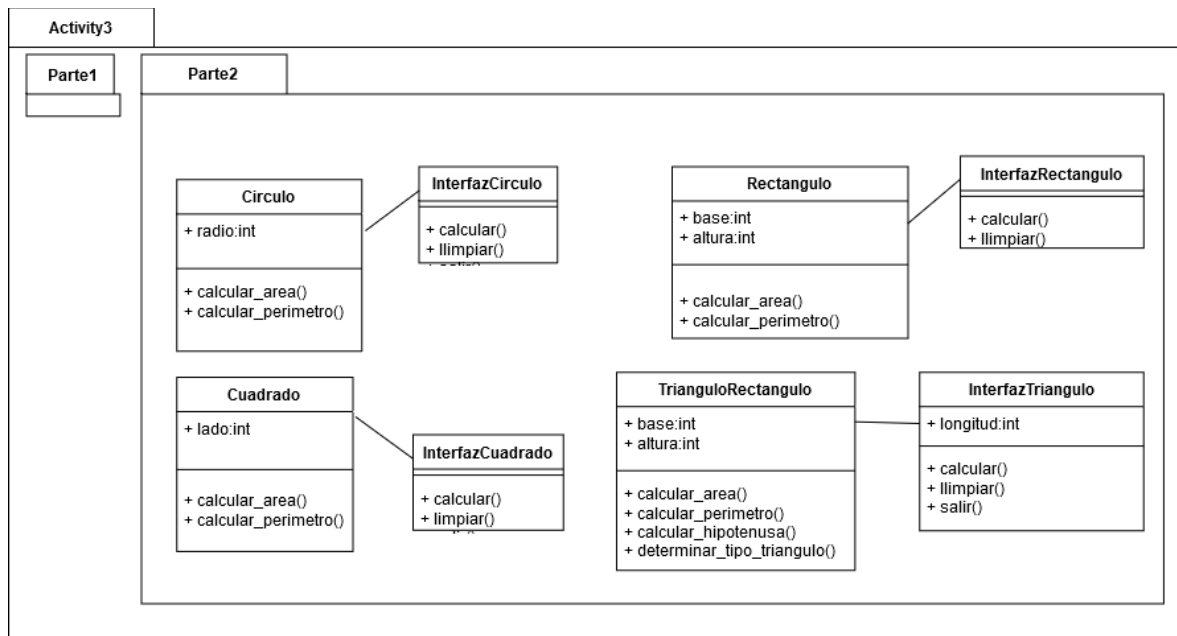 Activity3
Parte1
Parte2
Circulo
+ radio:int
+ calcular_area()
+ calcular_perimetro()
InterfazCirculo
+ calcular()
+ llimpiar()
Rectangulo
+ base:int
+ altura:int
+ calcular_area()
+ calcular_perimetro()
InterfazRectangulo
+ calcular()
+ llimpiar()
Cuadrado
+ lado:int
+ calcular_area()
+ calcular_perimetro()
InterfazCuadrado
+ calcular()
+ limpiar()
TrianguloRectangulo
+ base:int
+ altura:int
+ calcular_area()
+ calcular_perimetro()
+ calcular_hipotenusa()
+ determinar_tipo_triangulo()
InterfazTriangulo
+ longitud:int
+ calcular()
+ llimpiar()
+ salir()